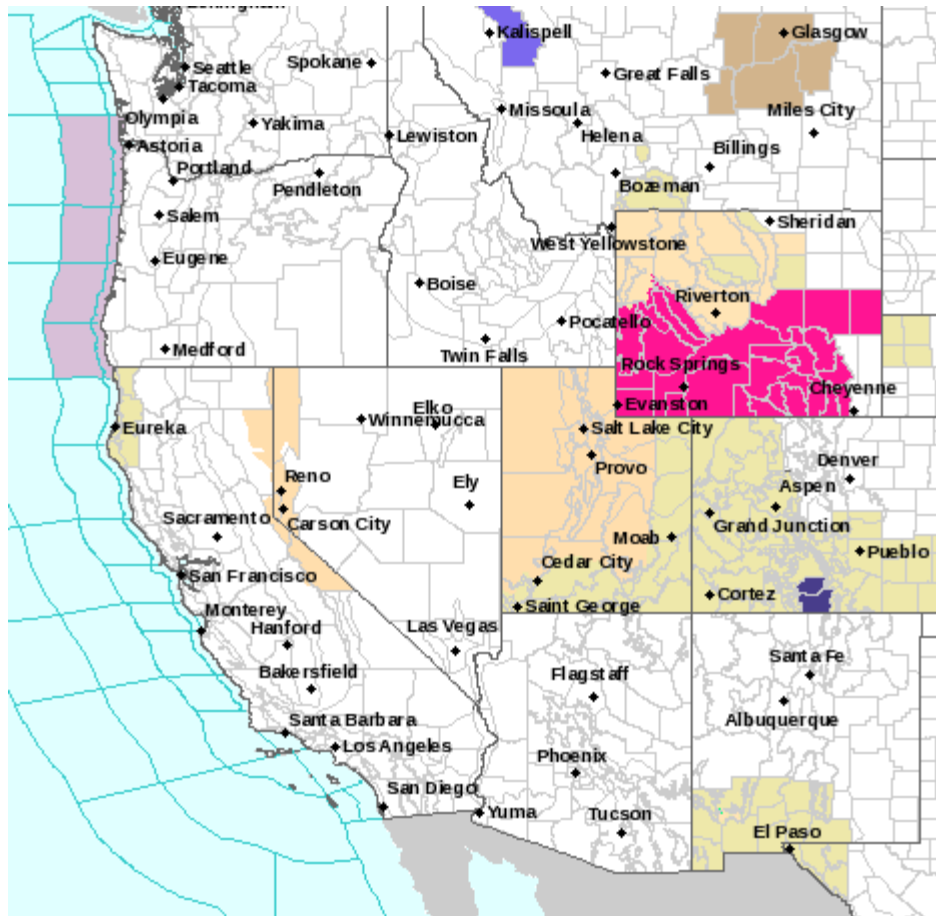 Kalispell
Glasgow
Seattle
Spokane
Great Falls
Tacoma
Missoula
Miles City
Olympia
Yakima
Lewiston
Helena
Astoria
Billings
Portland
Pendleton
Bozeman
Salem
Sheridan
West Yellowstone
Eugene
Boise
Riverton
Pocatello
Medford
Twin Falls
Rock Springs
Cheyenne
Evanston
Elko
Winnemucca
Eureka
Salt Lake City
Provo
Denver
Reno
Ely
Aspen
Sacramento
Carson City
Grand Junction
Moab
Pueblo
Cedar City
San Francisco
Cortez
Monterey
Saint George
Hanford
Las Vegas
Santa Fe
Bakersfield
Flagstaff
Albuquerque
Santa Barbara
Los Angeles
Phoenix
San Diego
Yuma
Tucson
El Paso